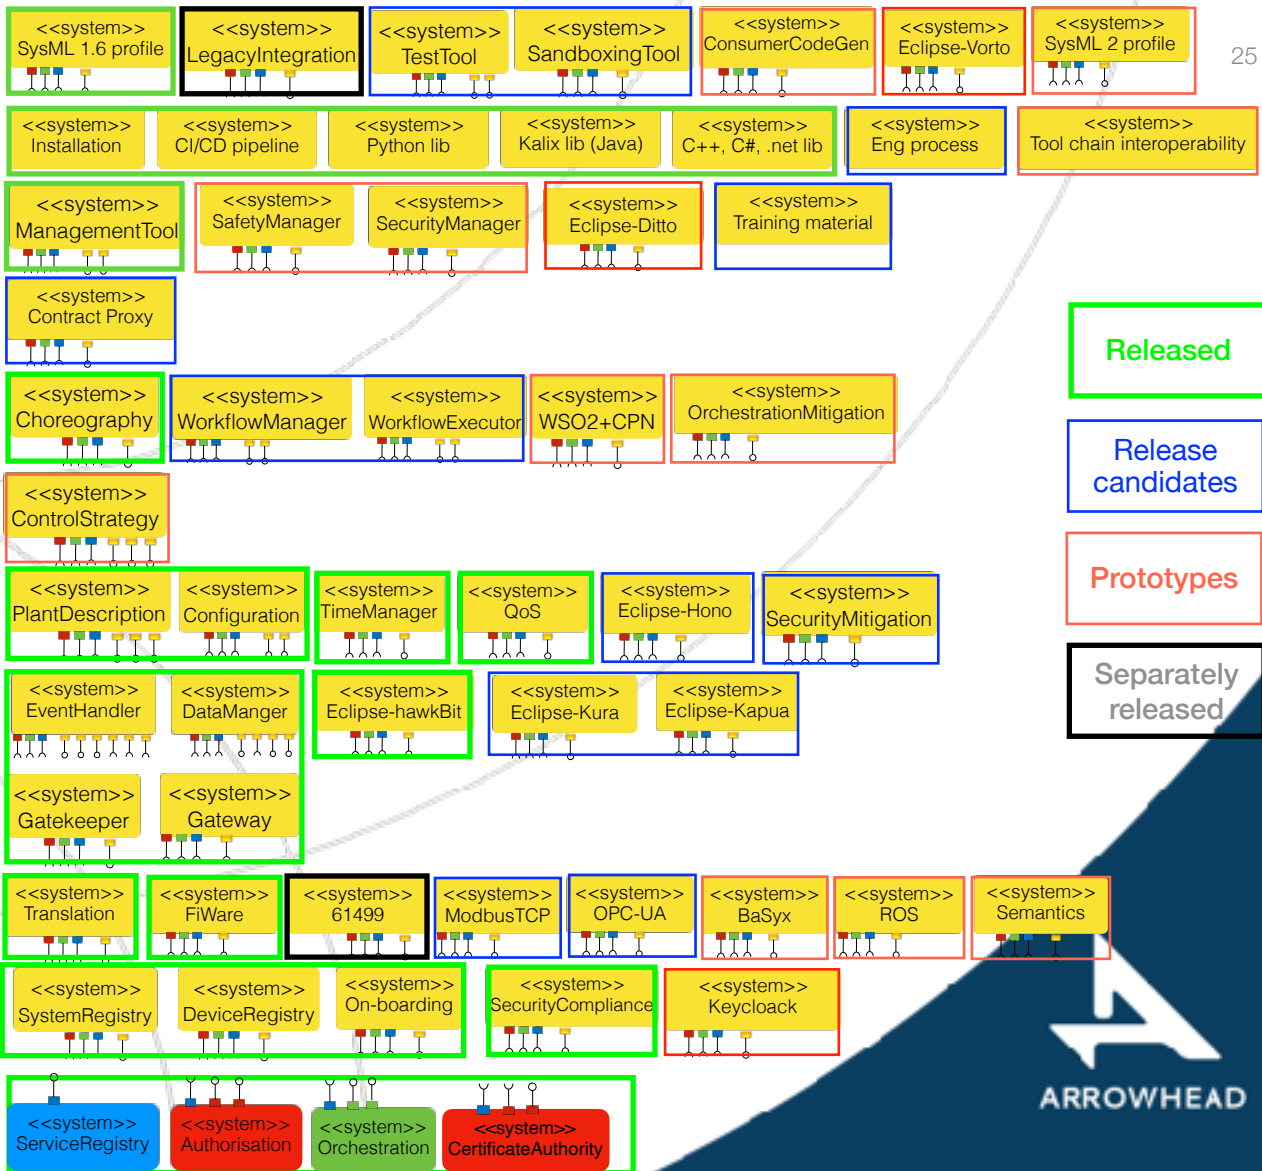 <<system>>
SysML 1.6 profile
<<system>>
LegacyIntegration
<<system>>
TestTool
<<system>>
SandboxingTool
<<system>>
ConsumerCodeGen
<<system>>
Eclipse-Vorto
<<system>>
SysML 2 profile
25
<<system>>
Installation
<<system>>
CI/CD pipeline
<<system>>
Python lib
<<system>>
Kalix lib (Java)
<<system>>
C++, C#, .net lib
<<system>>
Eng process
<<system>>
Tool chain interoperability
<<system>>
ManagementTool
<<system>>
SafetyManager
<<system>>
SecurityManager
<<system>>
Eclipse-Ditto
<<system>>
Training material
<<system>>
Contract Proxy
Released
<<system>>
Choreography
<<system>>
WorkflowManager
<<system>>
WorkflowExecutor
<<system>>
WSO2+CPN
<<system>>
OrchestrationMitigation
Release
candidates
<<system>>
ControlStrategy
Prototypes
<<system>>
PlantDescription
<<system>>
Configuration
<<system>>
TimeManager
<<system>>
QoS
<<system>>
Eclipse-Hono
<<system>>
SecurityMitigation
Separately
released
<<system>>
EventHandler
<<system>>
DataManger
<<system>>
Eclipse-hawkBit
<<system>>
Eclipse-Kura
<<system>>
Eclipse-Kapua
<<system>>
Gatekeeper
<<system>>
Gateway
<<system>>
Translation
<<system>>
FiWare
<<system>>
61499
<<system>>
ModbusTCP
<<system>>
OPC-UA
<<system>>
BaSyx
<<system>>
ROS
<<system>>
Semantics
<<system>>
SystemRegistry
<<system>>
DeviceRegistry
<<system>>
On-boarding
<<system>>
SecurityCompliance
<<system>>
Keycloack
<<system>>
ServiceRegistry
<<system>>
Authorisation
<<system>>
Orchestration
<<system>>
CertificateAuthority
ARROWHEAD